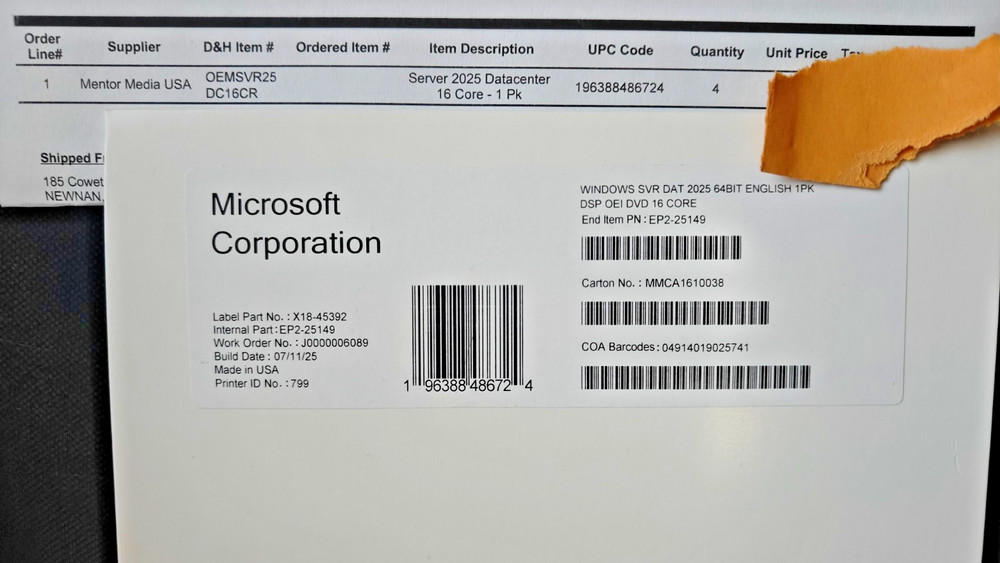 Order Line# Supplier D&H Item # Ordered Item # Item Description UPC Code Quantity Unit Price
1 Mentor Media USA OEMSVR25 DC16CR Server 2025 Datacenter 16 Core - 1 Pk 196388486724 4
Shipped
185
NEWNAN,
Microsoft
Corporation
Label Part No. : X18-45392
Internal Part:EP2-25149
Work Order No. : J0000006089
Build Date : 07/11/25
Made in USA
Printer ID No. : 799
1 96388 48672 4
WINDOWS SVR DAT 2025 64BIT ENGLISH 1PK
DSP OEI DVD 16 CORE
End Item PN : EP2-25149
Carton No. : MMCA1610038
COA Barcodes: 04914019025741